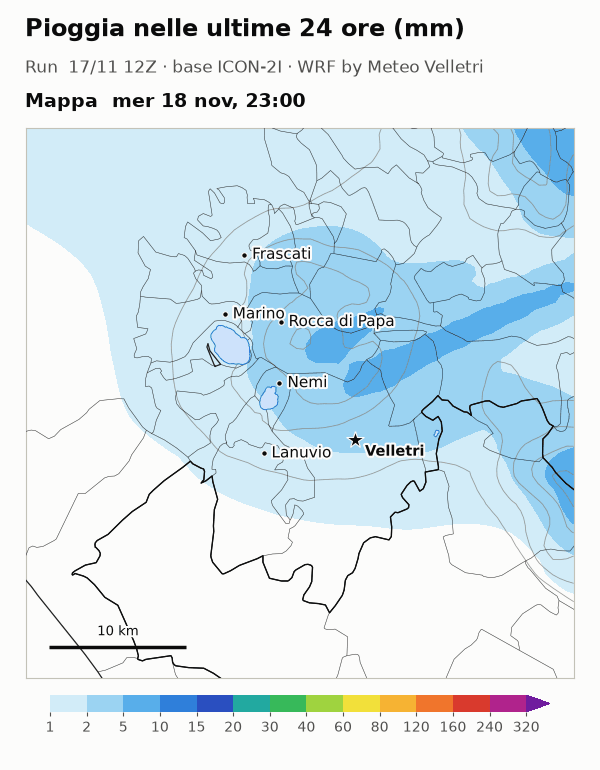 Pioggia nelle ultime 24 ore (mm)
Run  17/11 12Z · base ICON-2I · WRF by Meteo Velletri
Mappa  mer 18 nov, 23:00
Frascati
Marino
Rocca di Papa
Nemi
Velletri
Lanuvio
10 km
1 2 5 10 15 20 30 40 60 80 120 160 240 320